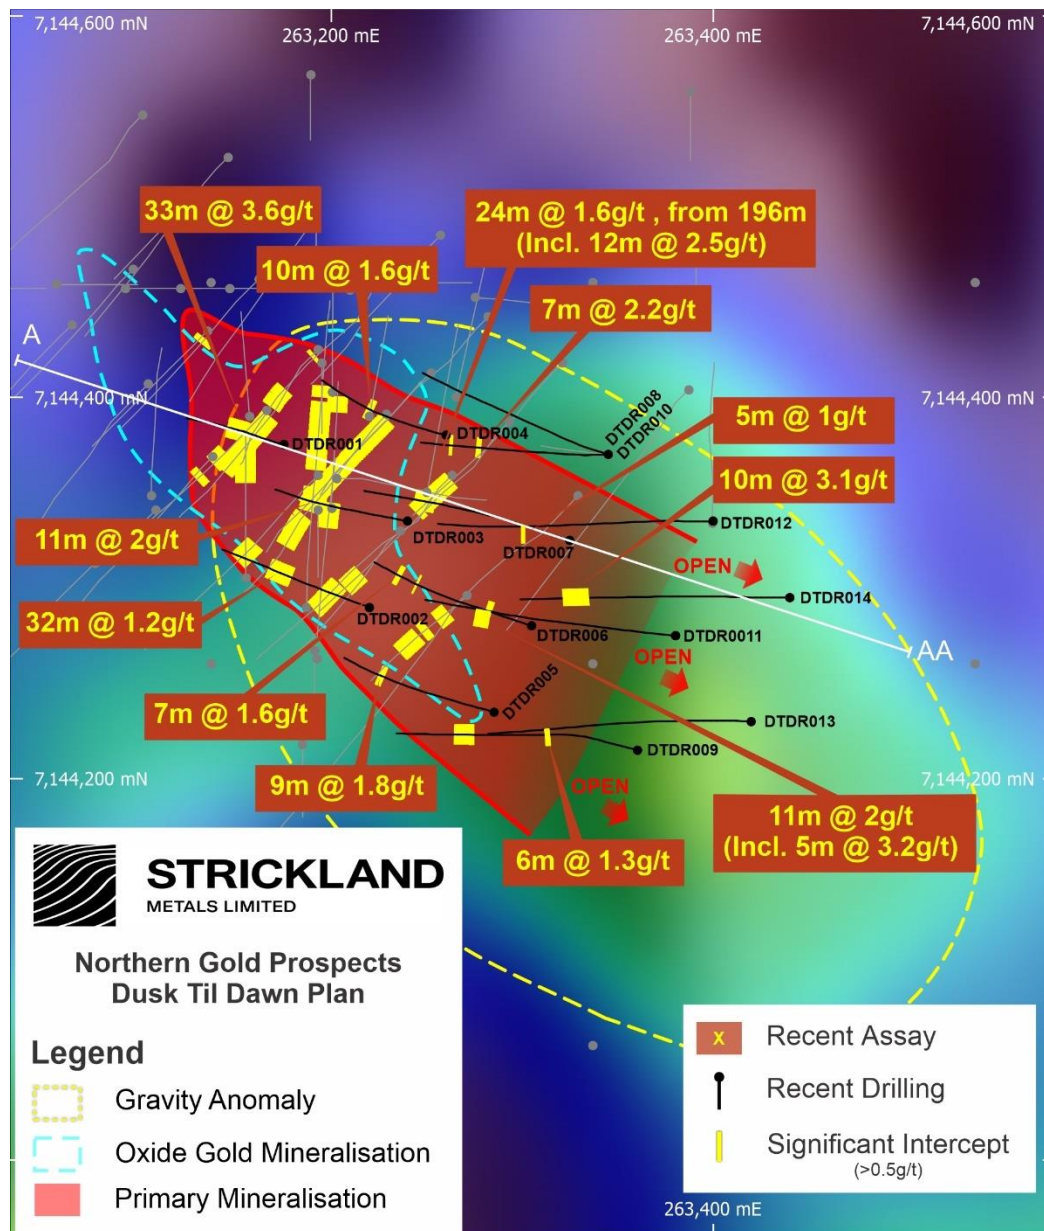 7,144,600 mN
263,200 mE
263,400 mE
7,144,600 mN
33m @ 3.6g/t
24m @ 1.6g/t , from 196m
(Incl. 12m @ 2.5g/t)
10m @ 1.6g/t
7m @ 2.2g/t
A
7,144,400 mN
7,144,400 mN
DTDR008
DTDR010
5m @ 1g/t
DTDR001
DTDR004
10m @ 3.1g/t
11m @ 2g/t
DTDR003
DTDR007
DTDR012
OPEN
32m @ 1.2g/t
DTDR002
DTDR006
DTDR014
DTDR0011
AA
OPEN
7m @ 1.6g/t
DTDR005
DTDR013
DTDR009
9m @ 1.8g/t
7,144,200 mN
7,144,200 mN
OPEN
11m @ 2g/t
(Incl. 5m @ 3.2g/t)
6m @ 1.3g/t
STRICKLAND
METALS LIMITED
Northern Gold Prospects
Dusk Til Dawn Plan
Legend
Gravity Anomaly
Oxide Gold Mineralisation
Primary Mineralisation
x
Recent Assay
Recent Drilling
Significant Intercept
(>0.5g/t)
263,400 mE